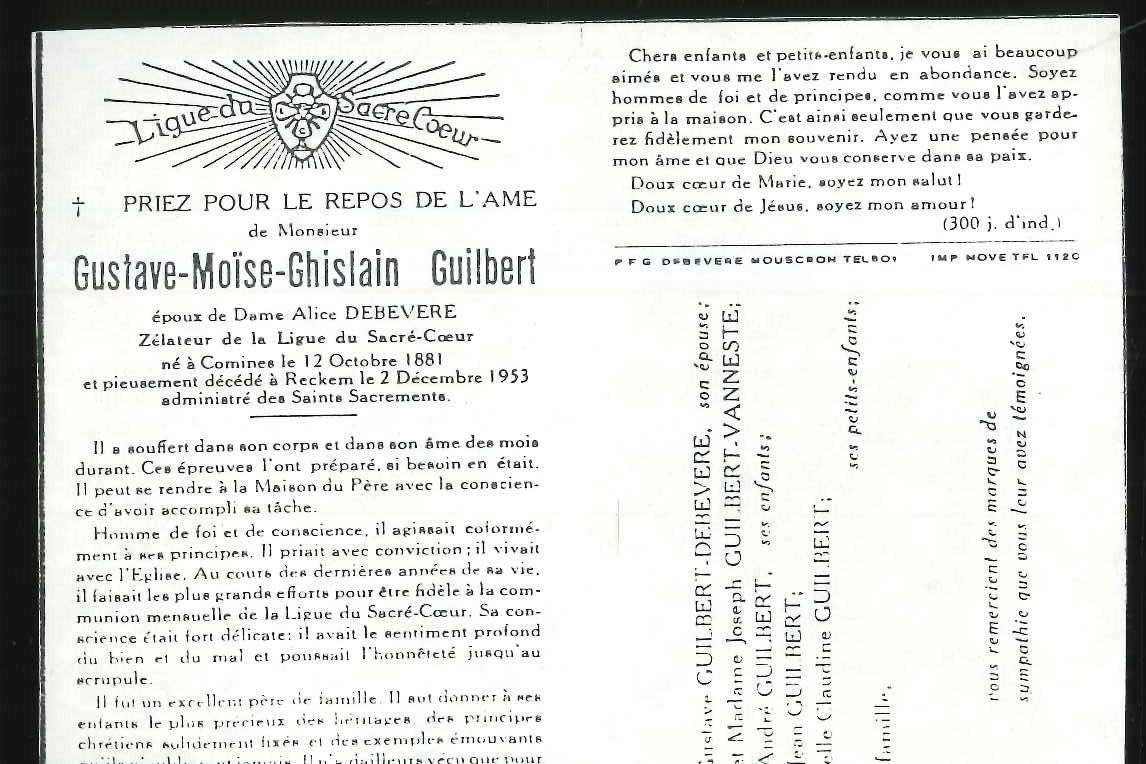 Ligue du Sacré Coeur
† PRIEZ POUR LE REPOS DE L'AME
de Monsieur
Gustave-Moïse-Ghislain Guilbert
époux de Dame Alice DEBEVERE
Zélateur de la Ligue du Sacré-Cœur
né à Comines le 12 Octobre 1881
et pieusement décédé à Reckem le 2 Décembre 1953
administré des Saints Sacrements.
Il a souffert dans son corps et dans son âme des mois
durant. Ces épreuves l'ont préparé, si besoin en était.
Il peut se rendre à la Maison du Père avec la conscien-
ce d'avoir accompli sa tâche.
Homme de foi et de conscience, il agissait coformé-
ment à ses principes. Il priait avec conviction ; il vivait
avec l'Eglise. Au cours des dernières années de sa vie,
il faisait les plus grands efforts pour être fidèle à la com-
munion mensuelle de la Ligue du Sacré-Cœur. Sa con-
science était fort délicate: il avait le sentiment profond
du bien et du mal et poussait l'honnêteté jusqu'au
scrupule.
Il fut un excellent père de famille. Il sut donner à ses
enfants le plus précieux des héritages, des principes
chrétiens solidement fixés et des exemples émouvants
jamais. Il n'a d'ailleurs vécu que pour
Chers enfants et petits-enfants, je vous ai beaucoup
aimés et vous me l'avez rendu en abondance. Soyez
hommes de foi et de principes, comme vous l'avez ap-
pris à la maison. C'est ainsi seulement que vous garde-
rez fidèlement mon souvenir. Ayez une pensée pour
mon âme et que Dieu vous conserve dans sa paix.
Doux cœur de Marie, soyez mon salut !
Doux cœur de Jésus, soyez mon amour !
(300 j. d'ind.)
P F G DEBEVERE MOUSCRON IMP NOVE TEL 1120
Gustave GUILBERT-DEBEVERE, son épouse ;
et Madame Joseph GUILBERT-VANNESTE;
André GUILBERT, ses enfants ;
Jean GUILBERT;
elle Claudine GUILBERT;
ses petits-enfants ;
famille,
vous remercient des marques de
sympathie que vous leur avez témoignées.